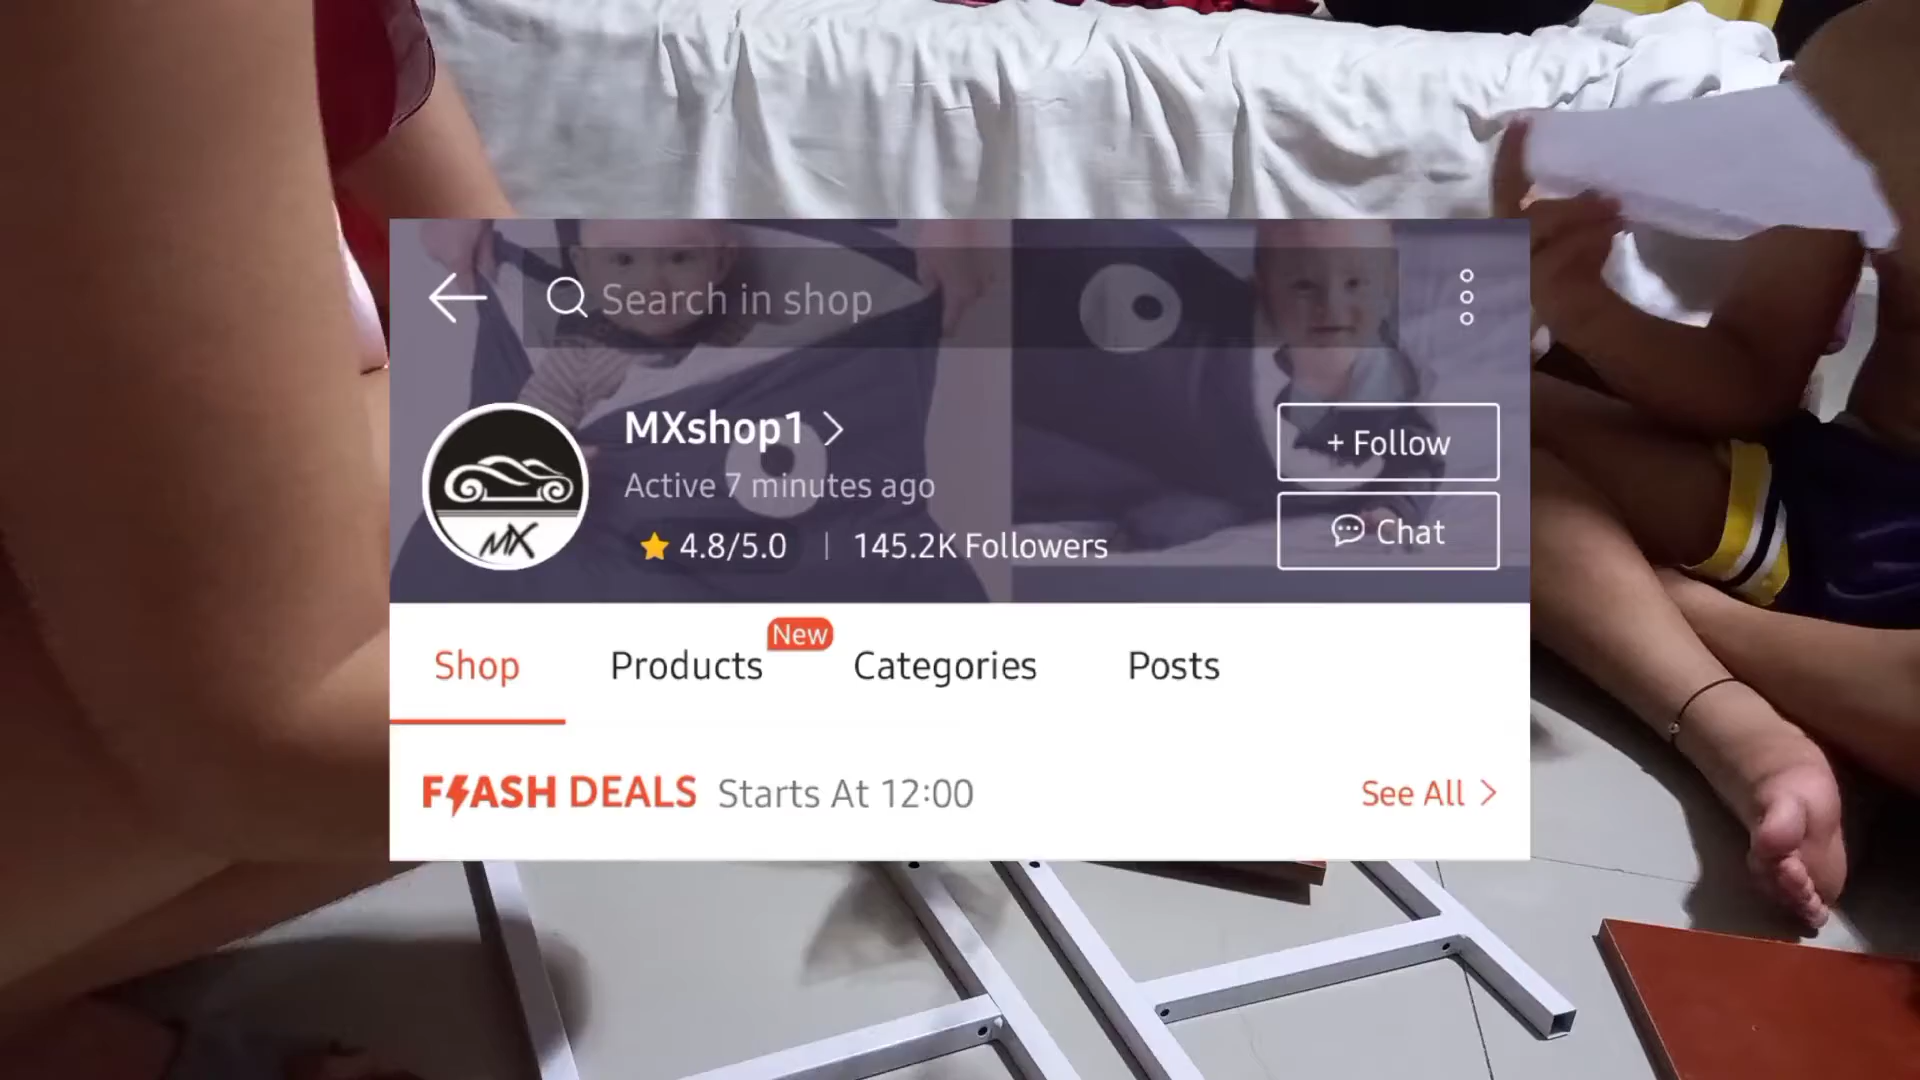 Search in shop
MXshop1
Active 7 minutes ago
4.8/5.0 | 145.2K Followers
+ Follow
Chat
MX
Shop
Products
New
Categories
Posts
FLASH DEALS Starts At 12:00
See All >